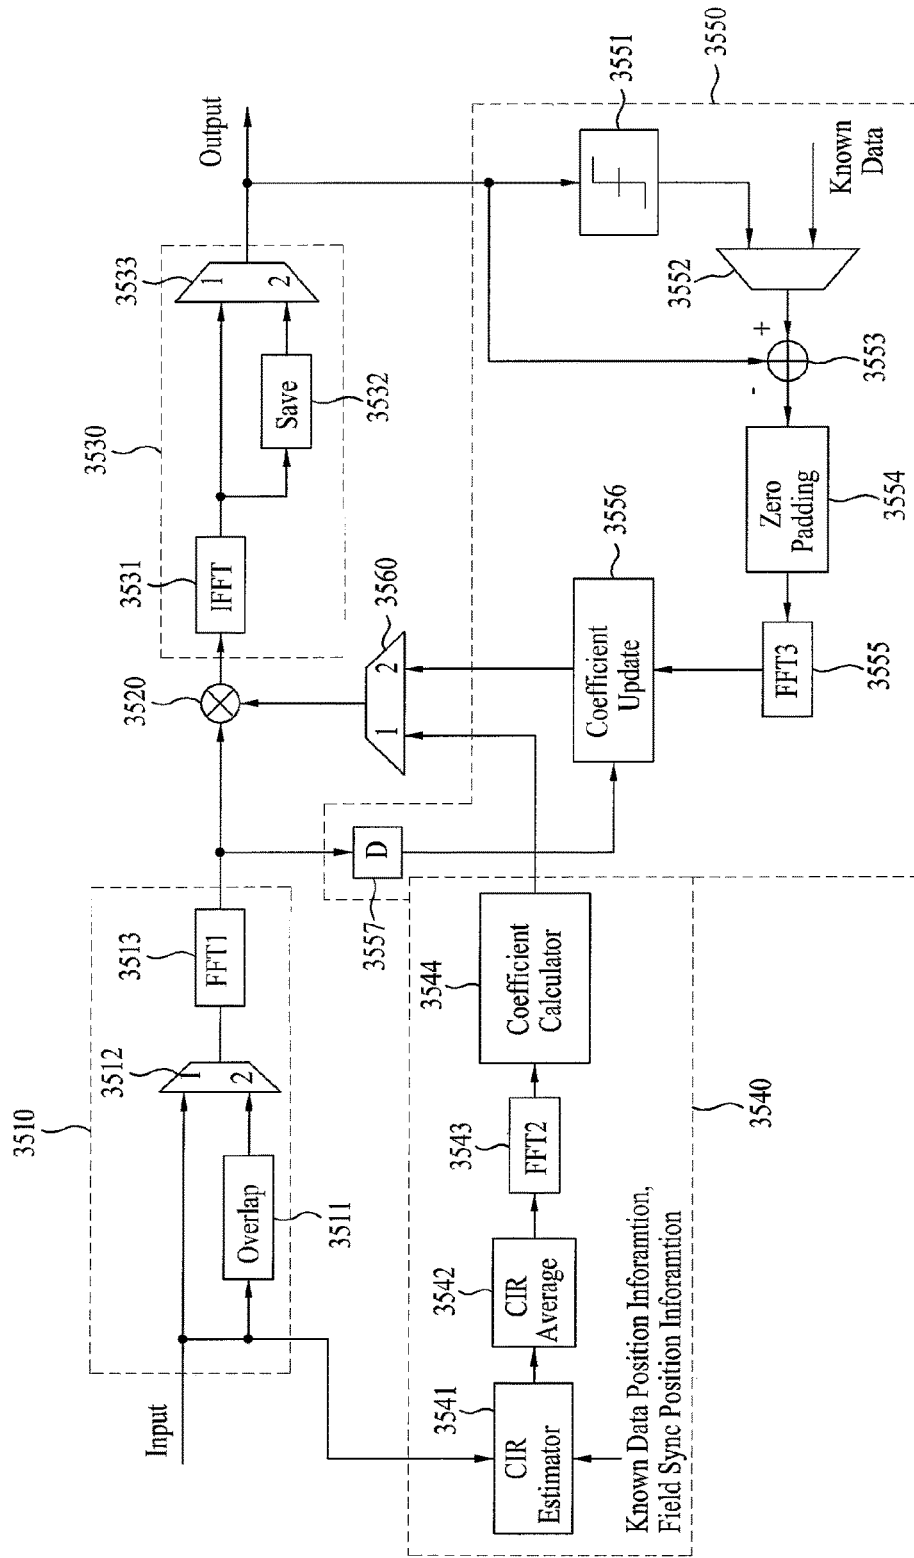 Input
3510
Overlap
3511
3512
1
2
FFT1
3513
3520
3530
IFFT
3531
Save
3532
3533
1
2
Output
D
3557
3560
1
2
3540
CIR
Estimator
3541
CIR
Average
3542
FFT2
3543
Coefficient
Calculator
3544
Known Data Position Inforamtion,
Field Sync Position Inforamtion
3550
3551
3552
Known
Data
+
-
3553
Zero
Padding
3554
FFT3
3555
Coefficient
Update
3556